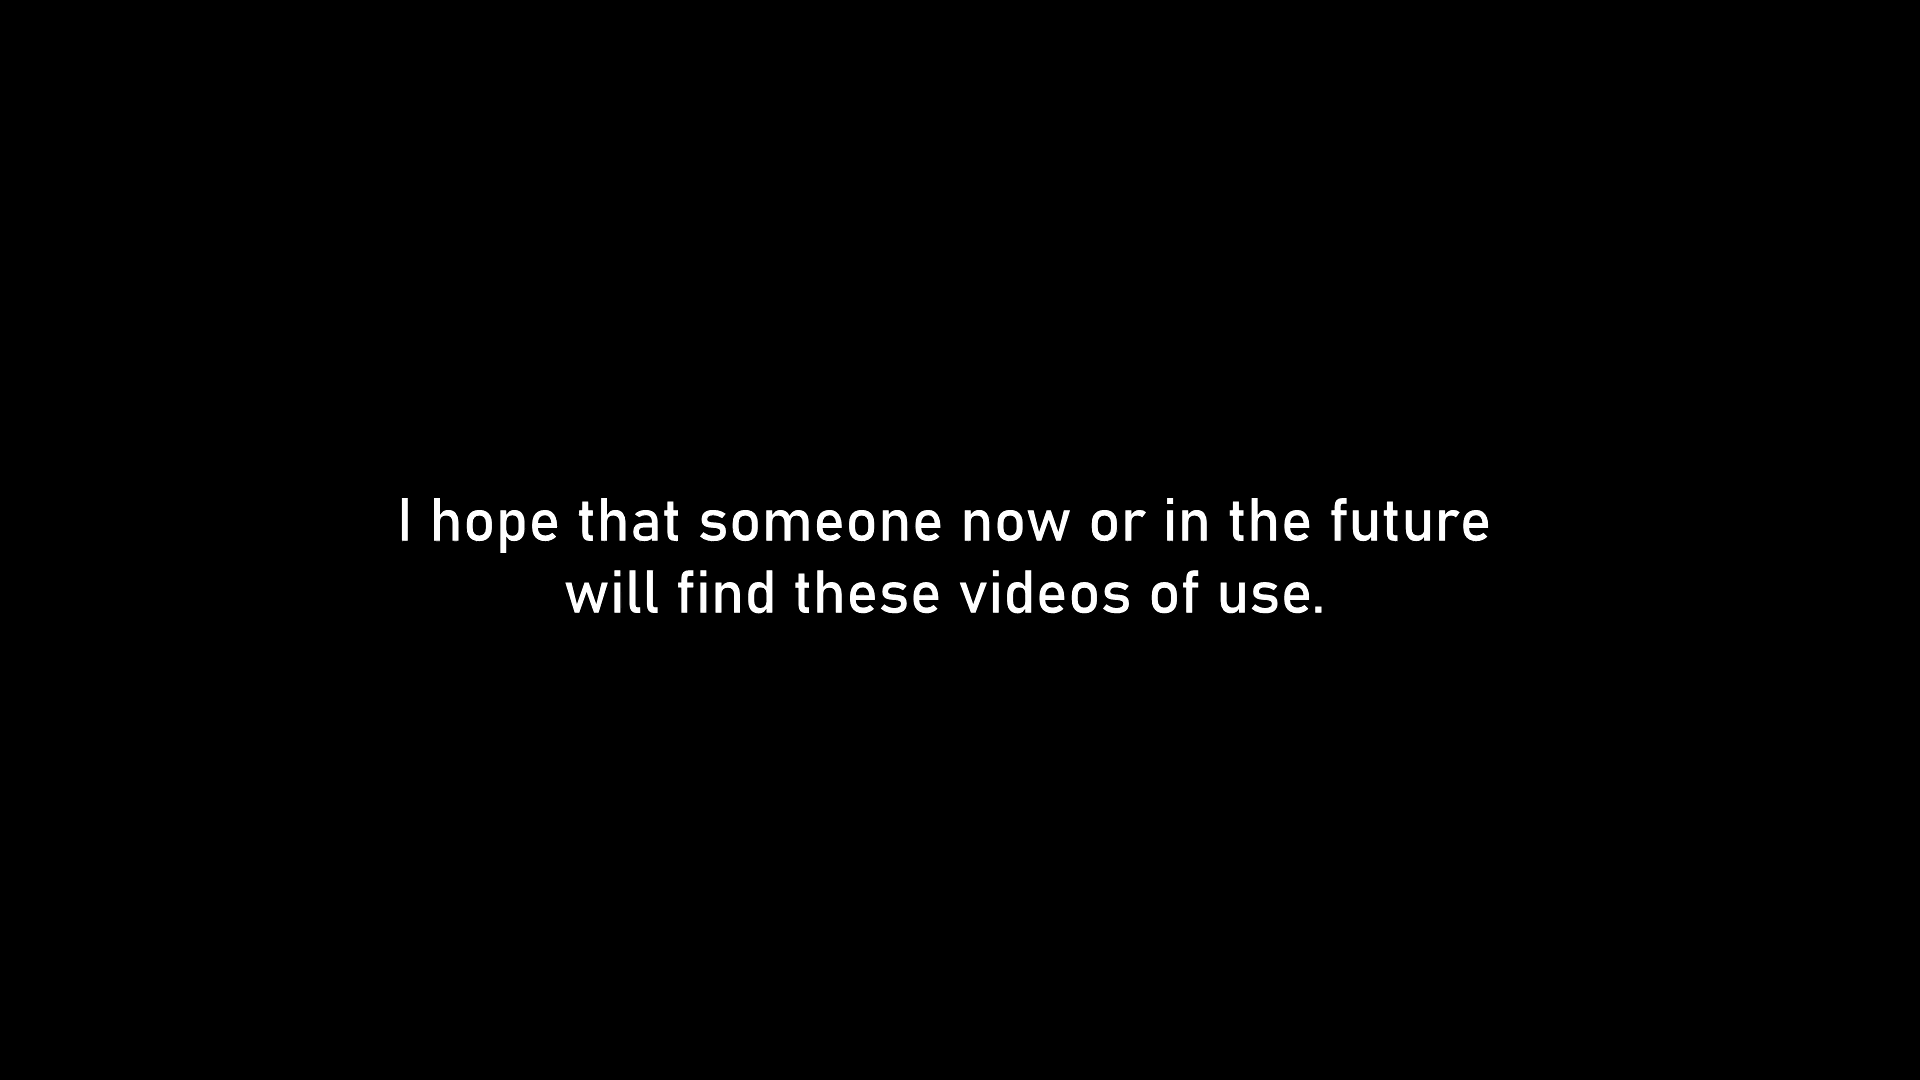 I hope that someone now or in the future
will find these videos of use.